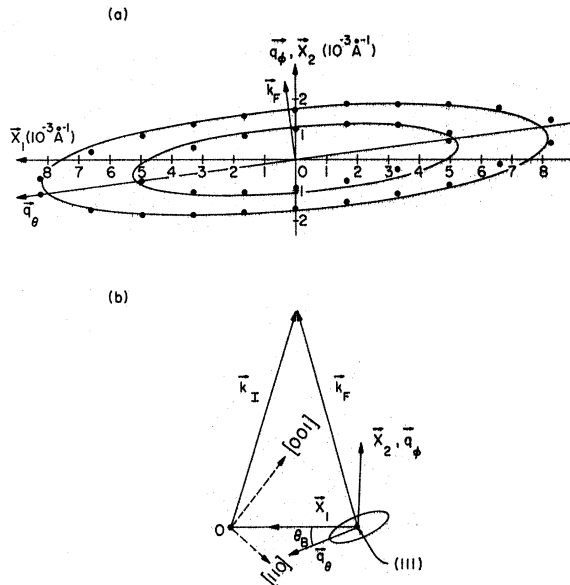 (a)
q⃗ϕ, X⃗2 (10⁻³Å⁻¹)
k⃗F
2
1
X⃗1(10⁻³Å⁻¹)
8 7 6 5 4 3 2 1 0 1 2 3 4 5 6 7 8
q⃗θ
1
2
(b)
k⃗I
k⃗F
[001]
X⃗2, q⃗ϕ
X⃗1
O
θB
[110]
q⃗θ
(111)